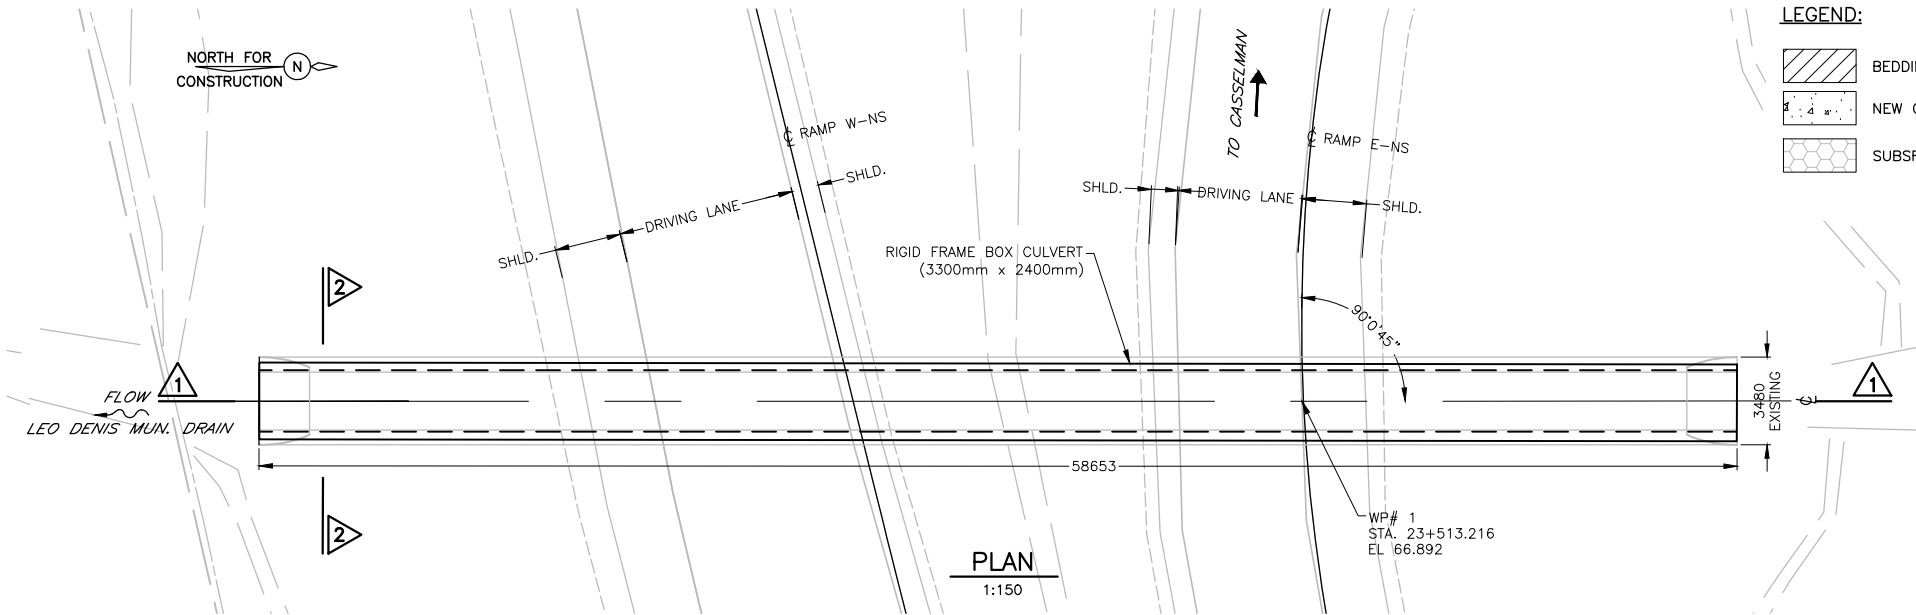 LEGEND:
NORTH FOR
CONSTRUCTION
N
BEDDI
NEW
SUBS
TO CASSELMAN
℄ RAMP W-NS
SHLD.
℄ RAMP E-NS
SHLD.
DRIVING LANE
SHLD.
DRIVING LANE
SHLD.
RIGID FRAME BOX CULVERT
(3300mm x 2400mm)
2
90°0'45"
1
FLOW
LEO DENIS MUN. DRAIN
3480
EXISTING
℄
1
58653
2
WP# 1
STA. 23+513.216
EL 66.892
PLAN
1:150